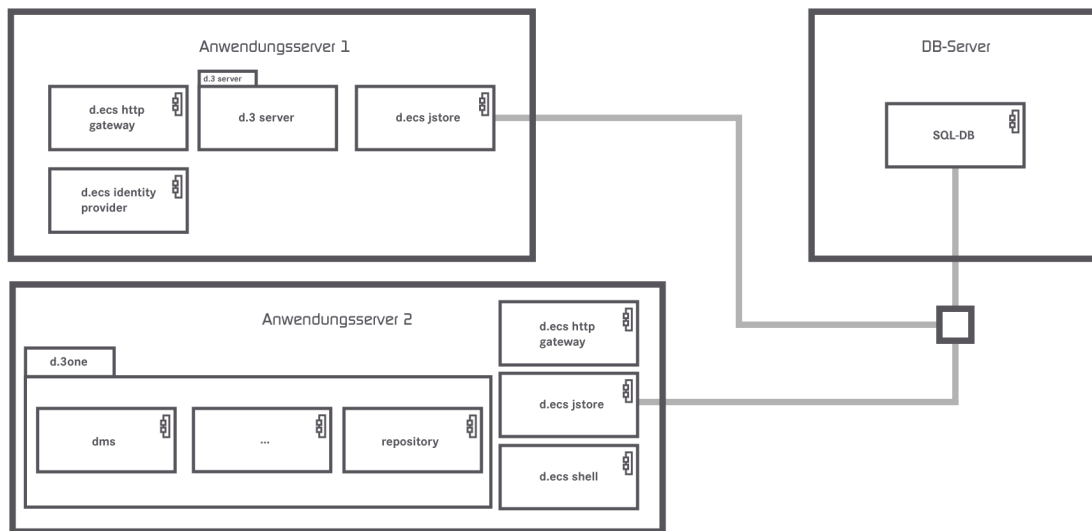 Anwendungsserver 1
d.ecs http
gateway
d.3 server
d.3 server
d.ecs jstore
d.ecs identity
provider
DB-Server
SQL-DB
Anwendungsserver 2
d.3one
dms
...
repository
d.ecs http
gateway
d.ecs jstore
d.ecs shell